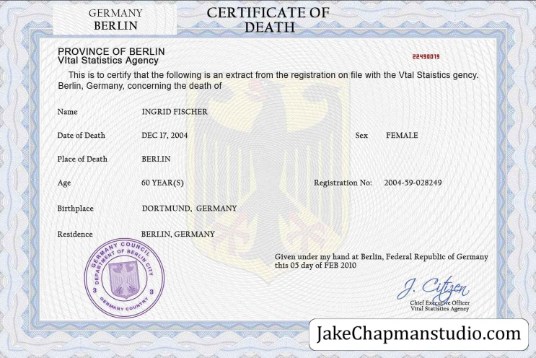 GERMANY
BERLIN
CERTIFICATE OF
DEATH
PROVINCE OF BERLIN
Vital Statistics Agency
22498019
This is to certify that the following is an extract from the registration on file with the Vtal Staistics gency.
Berlin, Germany, concerning the death of
Name INGRID FISCHER
Date of Death DEC 17, 2004 Sex FEMALE
Place of Death BERLIN
Age 60 YEAR(S) Registration No: 2004-59-028249
Birthplace DORTMUND, GERMANY
Residence BERLIN, GERMANY
GERMANY COUNCIL
DEPARTMENT OF BERLIN CITY
GERMANY COUNTRY
Given under my hand at Berlin, Federal Republic of Germany
this 05 day of FEB 2010
J. Citizen
Chief Executive Officer
Vital Statistics Agency
JakeChapmanstudio.com